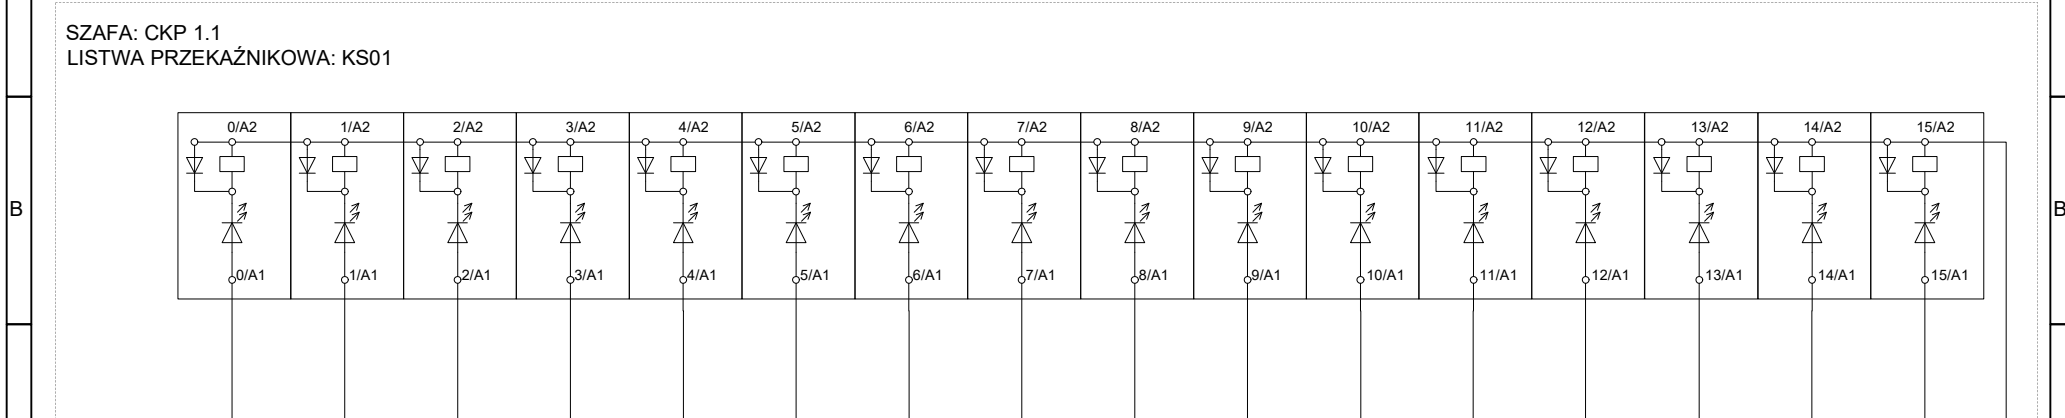 SZAFA: CKP 1.1
LISTWA PRZEKAŹNIKOWA: KS01
0/A2 1/A2 2/A2 3/A2 4/A2 5/A2 6/A2 7/A2 8/A2 9/A2 10/A2 11/A2 12/A2 13/A2 14/A2 15/A2
B B
0/A1 1/A1 2/A1 3/A1 4/A1 5/A1 6/A1 7/A1 8/A1 9/A1 10/A1 11/A1 12/A1 13/A1 14/A1 15/A1